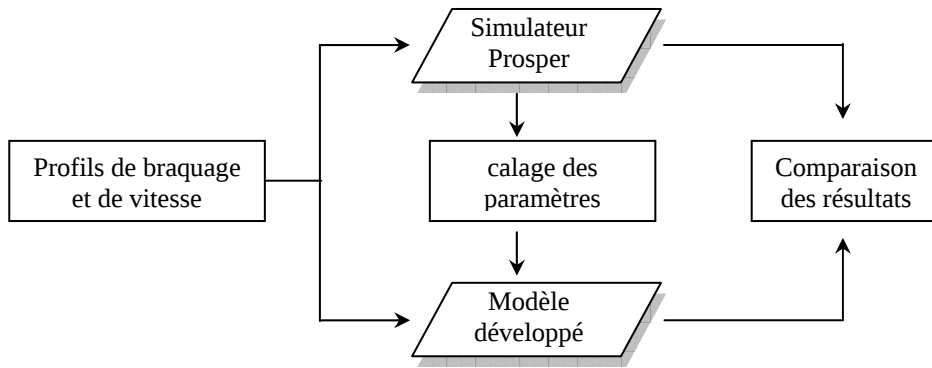 Simulateur
Prosper
Profils de braquage
et de vitesse
calage des
paramètres
Comparaison
des résultats
Modèle
développé